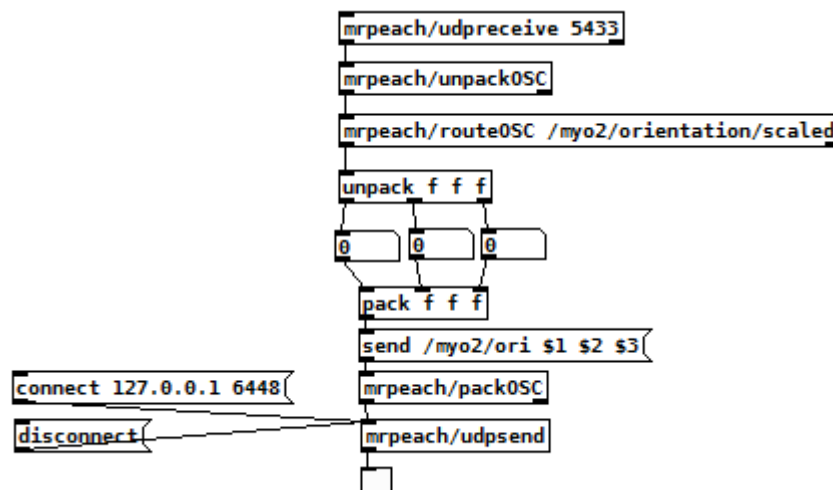 mrpeach/udpreceive 5433
mrpeach/unpackOSC
mrpeach/routeOSC /myo2/orientation/scaled
unpack f f f
0 0 0
pack f f f
send /myo2/ori $1 $2 $3
connect 127.0.0.1 6448
mrpeach/packOSC
disconnect
mrpeach/udpsend